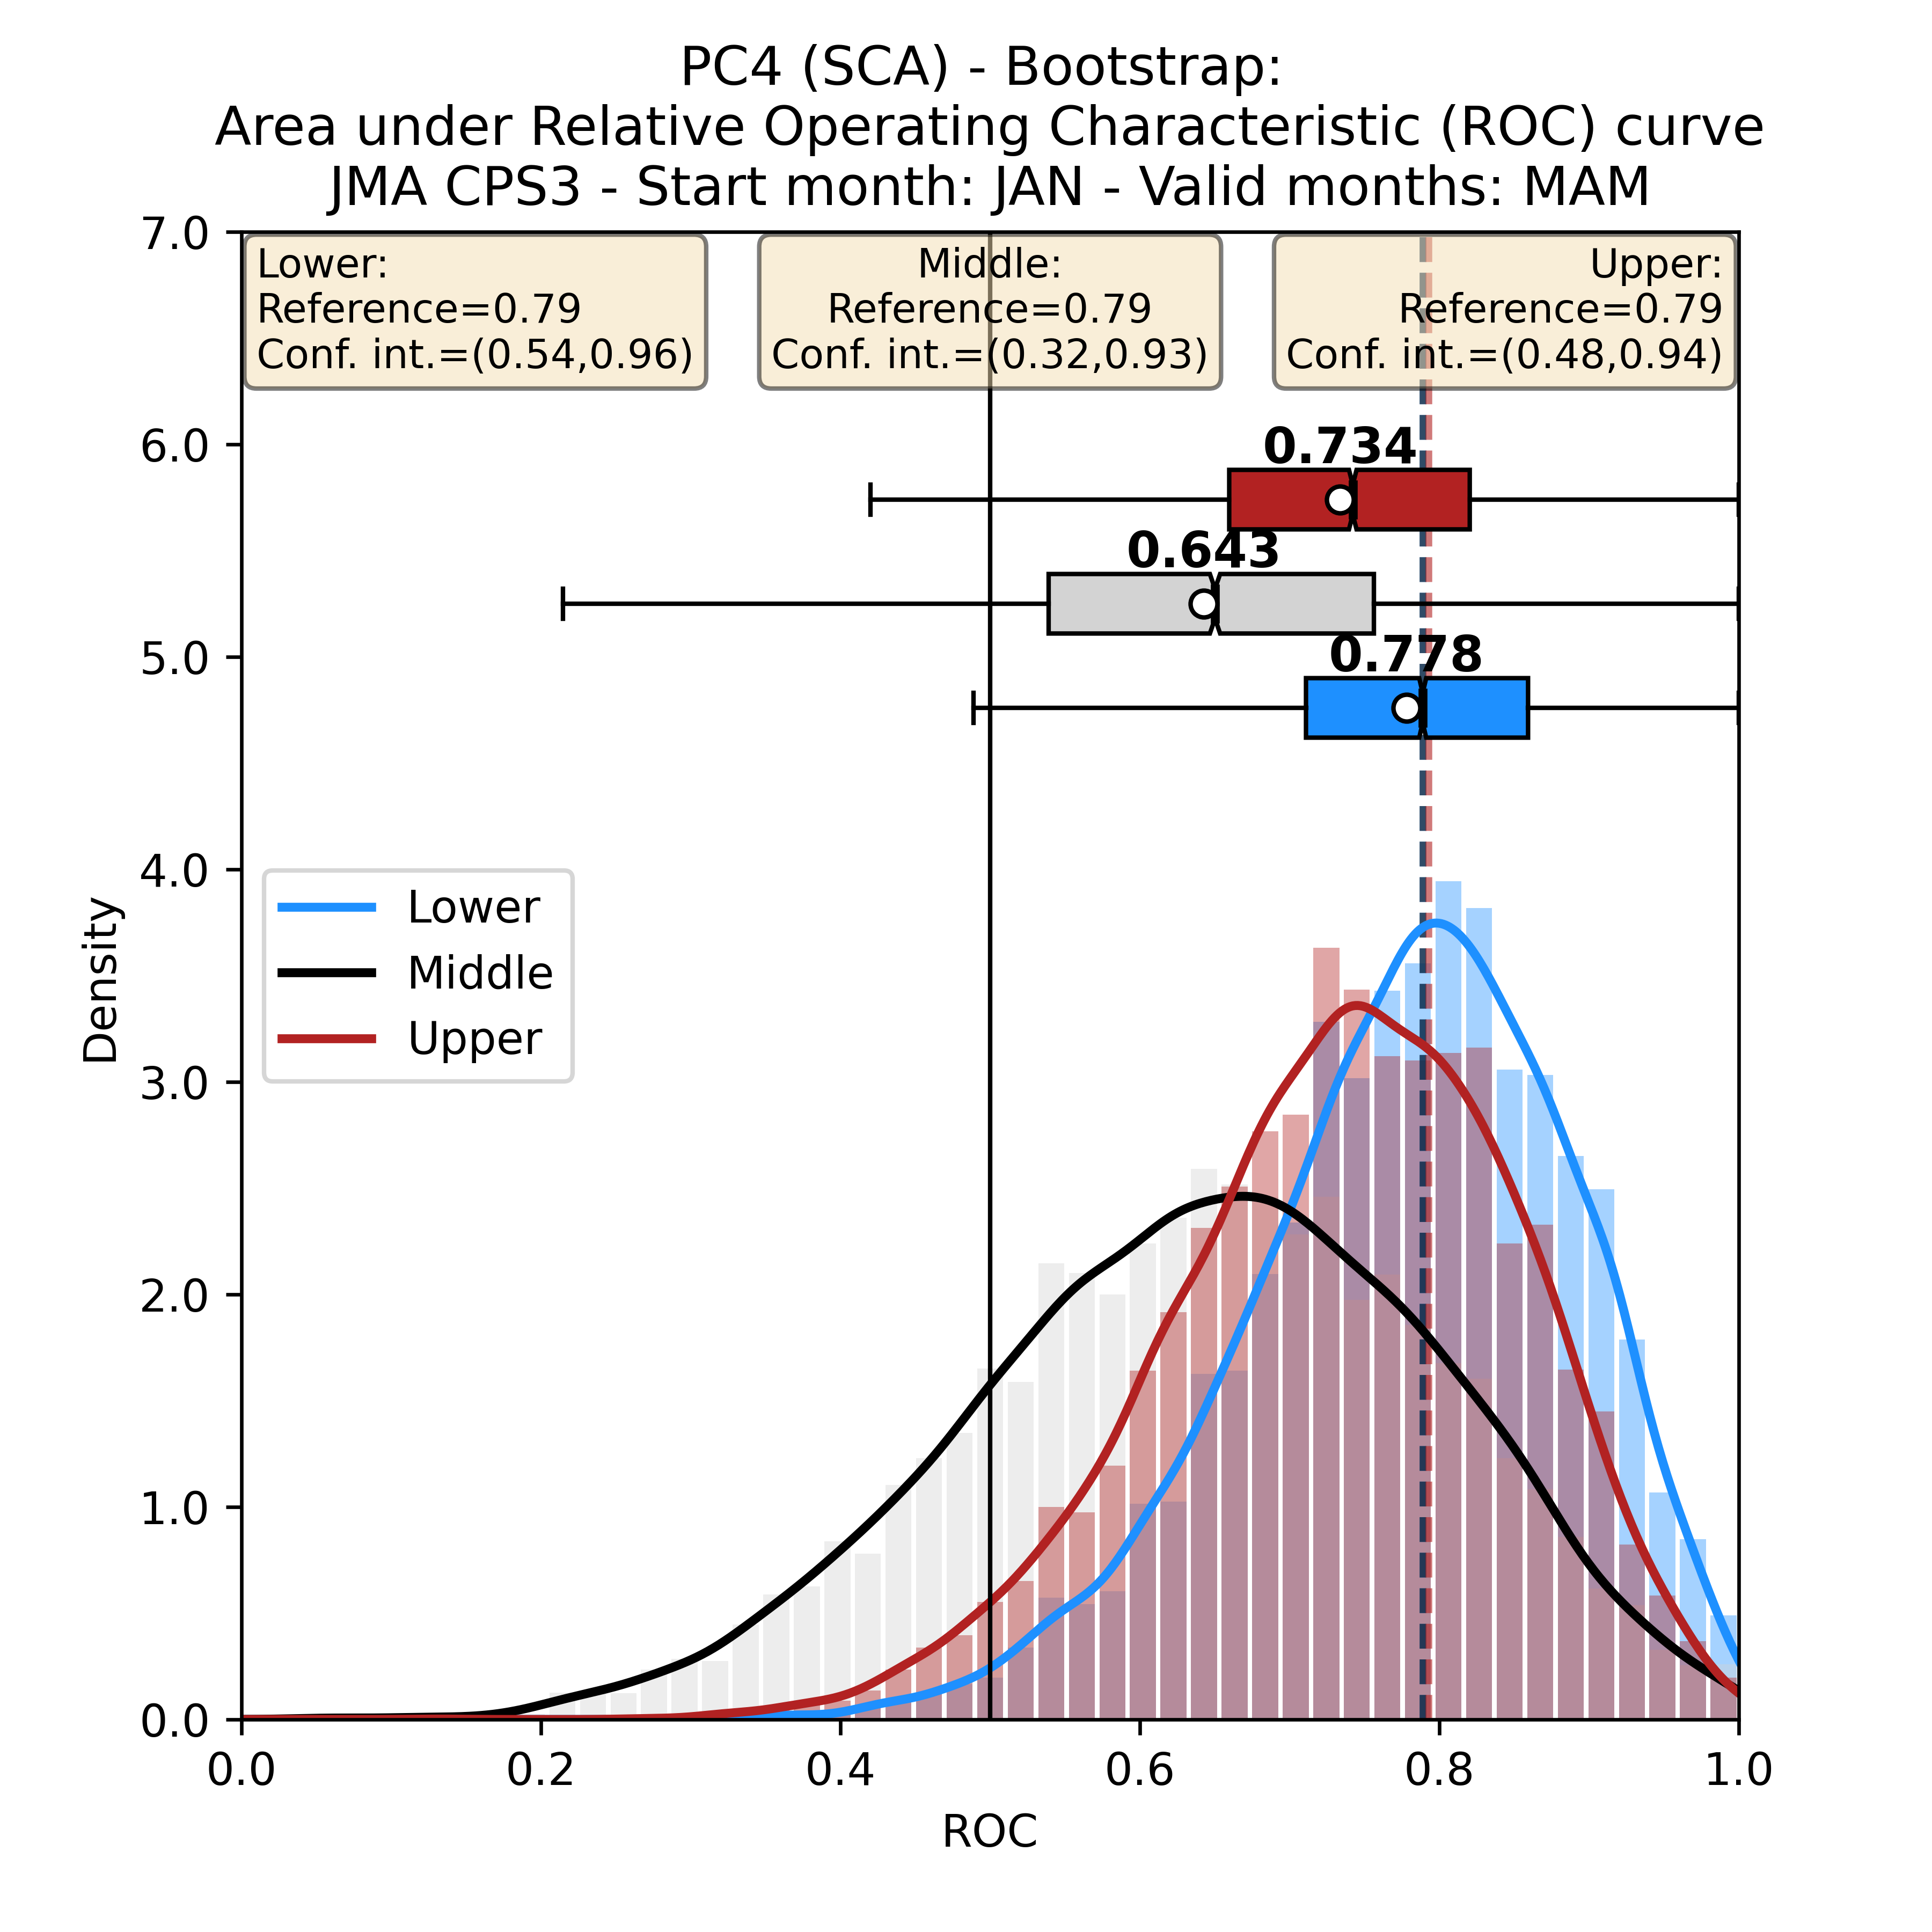 PC4 (SCA) - Bootstrap:
Area under Relative Operating Characteristic (ROC) curve
JMA CPS3 - Start month: JAN - Valid months: MAM
7.0
Lower:
Reference=0.79
Conf. int.=(0.54,0.96)
Middle:
Reference=0.79
Conf. int.=(0.32,0.93)
Upper:
Reference=0.79
Conf. int.=(0.48,0.94)
6.0
0.734
0.643
5.0
0.778
4.0
Lower
Middle
Upper
Density
3.0
2.0
1.0
0.0
0.0 0.2 0.4 0.6 0.8 1.0
ROC